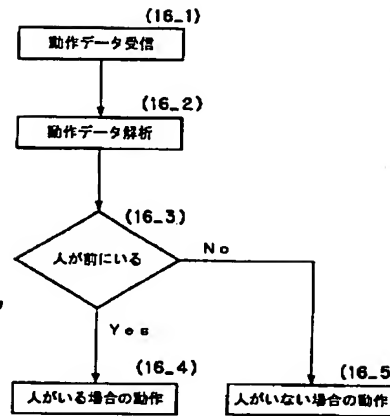 (16_1)
動作データ受信
(16_2)
動作データ解析
(16_3)
人が前にいる
No
Yes
(16_4)
(16_5
人がいる場合の動作
人がいない場合の動作